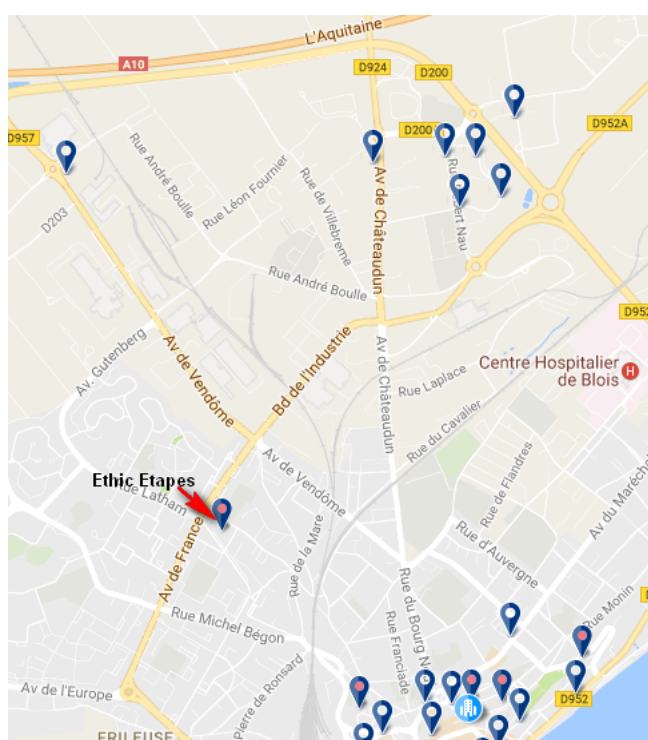 L'Aquitaine
A10
D924
D200
D957
D200
D952A
Rue André Boulle
Rue Léon Fournier
Rue de Villebrême
Av de Châteaudun
D203
Rue André Boulle
Av. Gutenberg
Av de Vendôme
Bd de l'Industrie
Av de Châteaudun
Rue Laplace
Centre Hospitalier
de Blois
H
Rue du Cavalier
Rue de Flandres
Av de Vendôme
Ethic Etapes
Av de France
Rue de la Mare
Rue d'Auvergne
Av du Maréchal
Rue Michel Bégon
Rue du Bourg
Rue Franciade
Rue Monin
Av de l'Europe
Pierre de Ronsard
D952
FRILEUSE